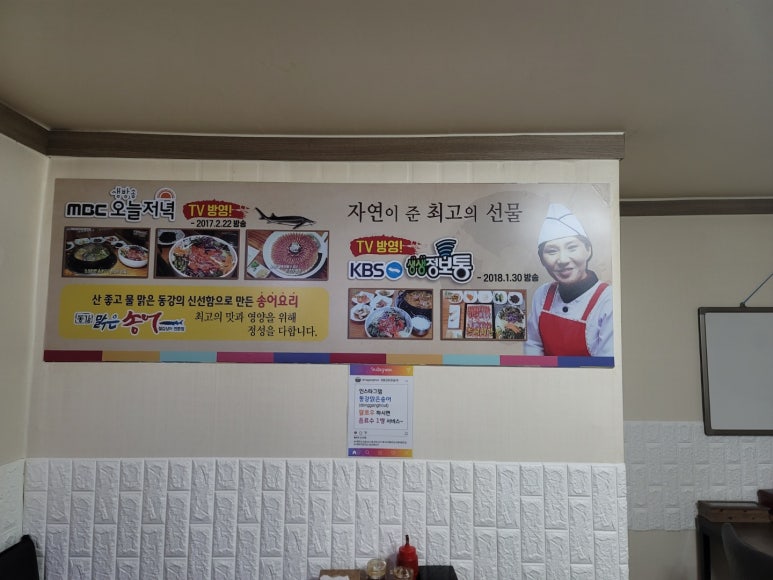 생방송
MBC 오늘저녁
TV 방영!
- 2017.2.22 방송
자연이 준 최고의 선물
TV 방영!
KBS 2 생생정보통
- 2018.1.30 방송
산 좋고 물 맑은 동강의 신선함으로 만든 송어요리
동강 맑은 송어
최고의 맛과 영양을 위해
정성을 다합니다.
Instagram
인스타그램
동강맑은송어
팔로우 하시면
음료수 1병 서비스~